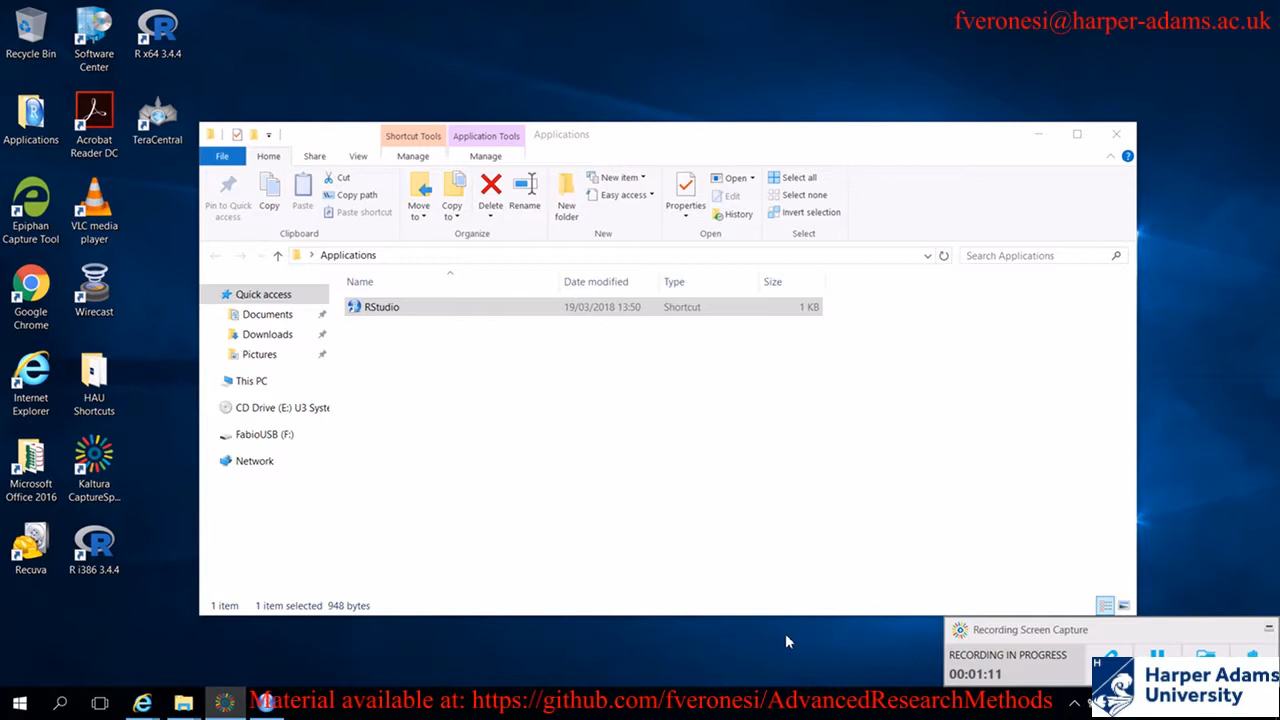 fveronesi@harper-adams.ac.uk
Recycle Bin
Software Center
R x64 3.4.4
Applications
Acrobat Reader DC
TeraCentral
Epiphan Capture Tool
VLC media player
Google Chrome
Wirecast
Internet Explorer
HAU Shortcuts
Microsoft Office 2016
Kaltura CaptureSp...
Recuva
R i386 3.4.4
Shortcut Tools
Application Tools
Applications
File
Home
Share
View
Manage
Manage
Pin to Quick access
Copy
Paste
Cut
Copy path
Paste shortcut
Clipboard
Move to
Copy to
Delete
Rename
Organize
New folder
New item
Easy access
New
Properties
Open
Edit
History
Open
Select all
Select none
Invert selection
Select
Applications
Search Applications
Name
Date modified
Type
Size
RStudio
19/03/2018 13:50
Shortcut
1 KB
Quick access
Documents
Downloads
Pictures
This PC
CD Drive (E:) U3 Syste
FabioUSB (F:)
Network
1 item
1 item selected 948 bytes
Recording Screen Capture
RECORDING IN PROGRESS
00:01:11
H
Harper Adams
University
Material available at: https://github.com/fveronesi/AdvancedResearchMethods